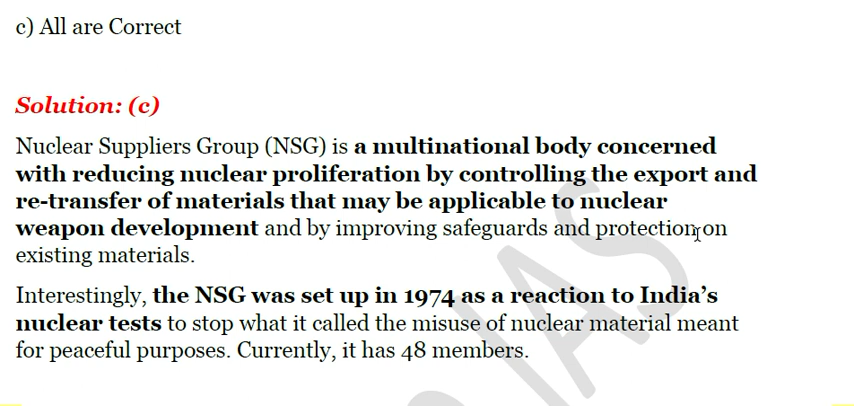 c) All are Correct
Solution: (c)
Nuclear Suppliers Group (NSG) is a multinational body concerned
with reducing nuclear proliferation by controlling the export and
re-transfer of materials that may be applicable to nuclear
weapon development and by improving safeguards and protection on
existing materials.
Interestingly, the NSG was set up in 1974 as a reaction to India's
nuclear tests to stop what it called the misuse of nuclear material meant
for peaceful purposes. Currently, it has 48 members.
IAS